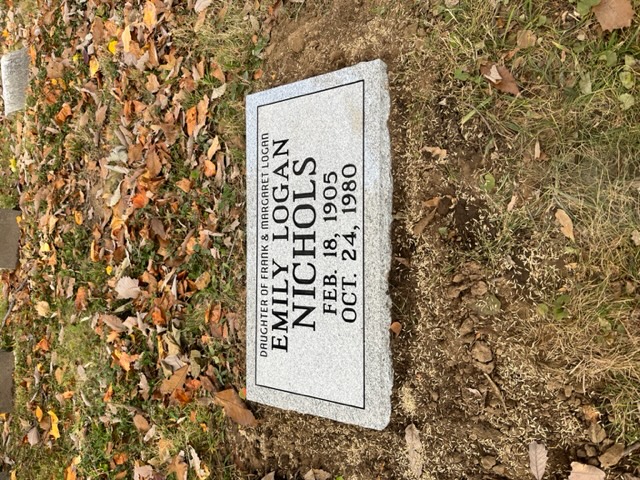 DAUGHTER OF FRANK & MARGARET LOGAN
EMILY LOGAN
NICHOLS
FEB. 18, 1905
OCT. 24, 1980